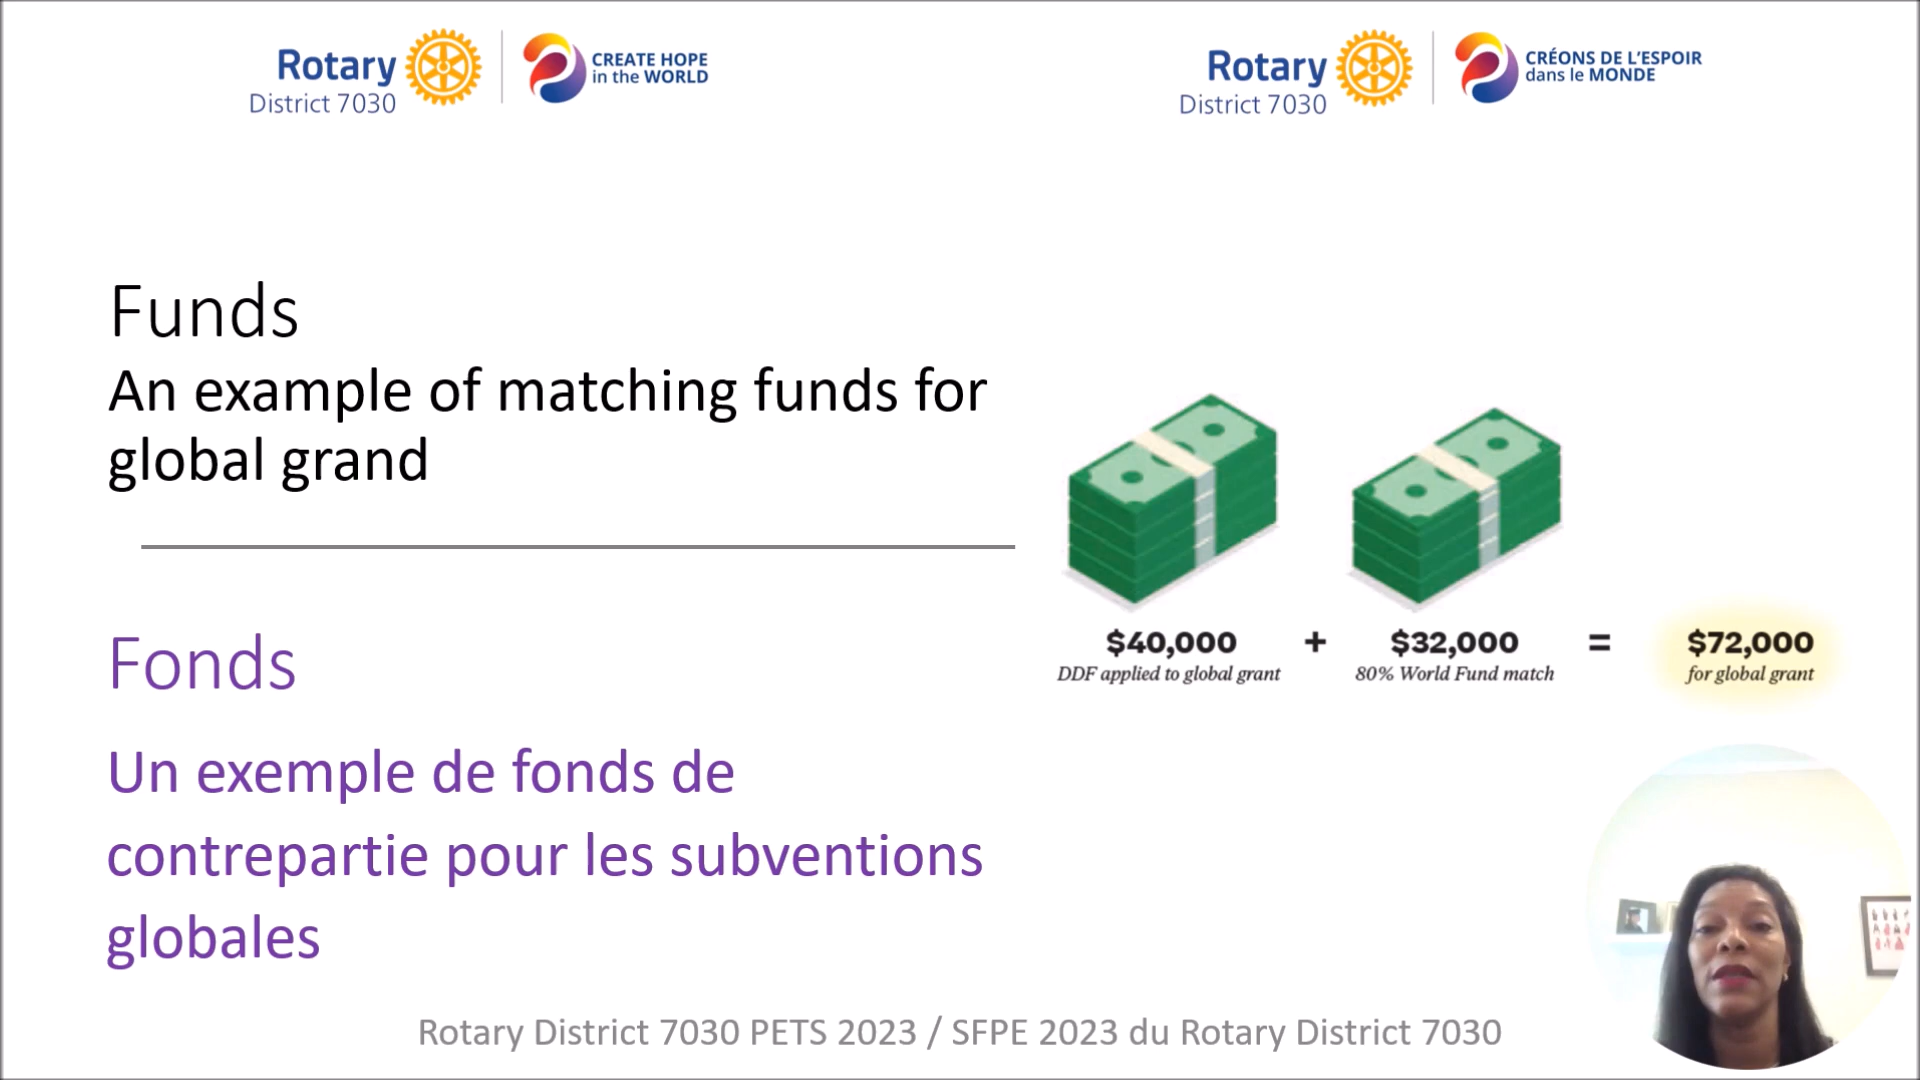 Rotary
District 7030
CREATE HOPE
in the WORLD
Rotary
District 7030
CRÉONS DE L'ESPOIR
dans le MONDE
Funds
An example of matching funds for
global grand
Fonds
Un exemple de fonds de
contrepartie pour les subventions
globales
$40,000 + $32,000 = $72,000
DDF applied to global grant 80% World Fund match for global grant
Rotary District 7030 PETS 2023 / SFPE 2023 du Rotary District 7030